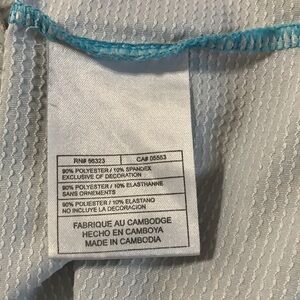 RN# 56323 CA# 05553
90% POLYESTER / 10% SPANDEX
EXCLUSIVE OF DECORATION
90% POLYESTER / 10% ELASTHANNE
SANS ORNEMENTS
90% POLIESTER / 10% ELASTANO
NO INCLUYE LA DECORACION
FABRIQUE AU CAMBODGE
HECHO EN CAMBOYA
MADE IN CAMBODIA